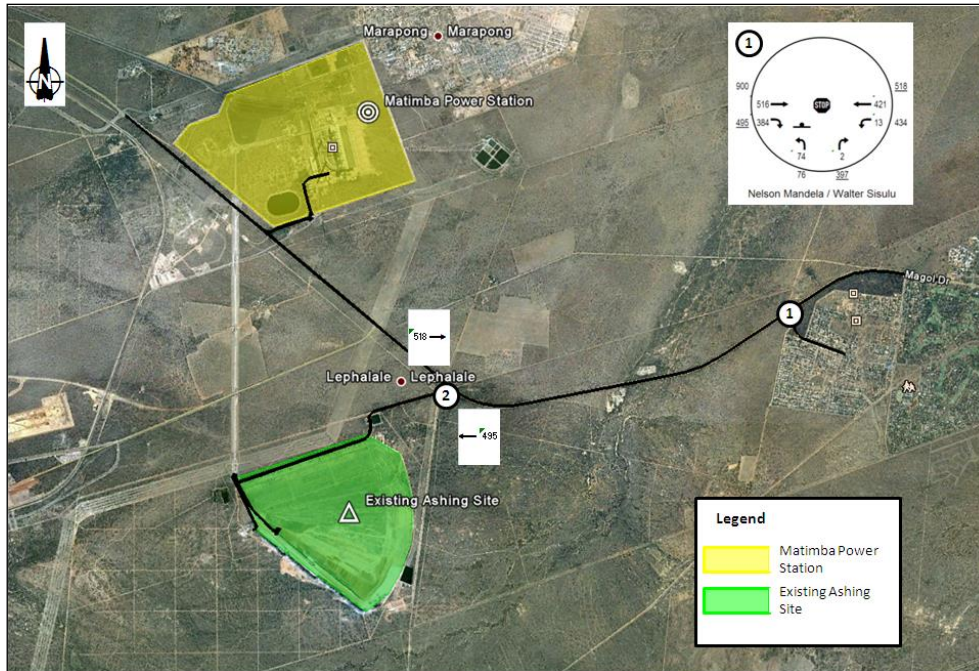 Marapong Marapong
N
Matimba Power Station
1
900
518
516
STOP
421
384
495
13
434
74
2
76
397
Nelson Mandela / Walter Sisulu
Magol Dr
1
518
Lephalale Lephalale
2
495
Existing Ashing Site
Legend
Matimba Power
Station
Existing Ashing
Site